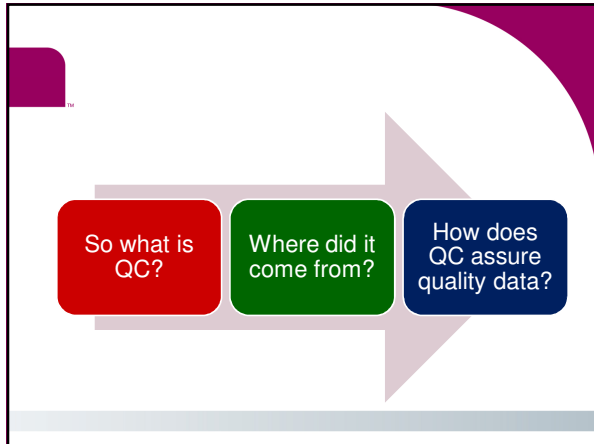 ™
So what is
QC?
Where did it
come from?
How does
QC assure
quality data?